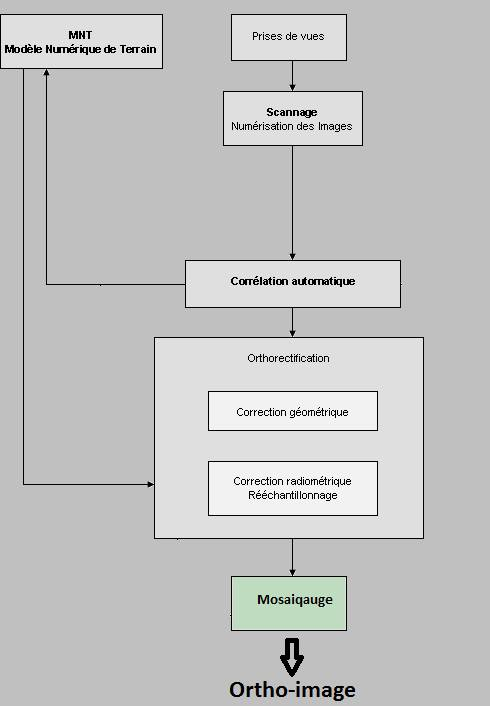 MNT
Modèle Numérique de Terrain
Prises de vues
Scannage
Numérisation des Images
Corrélation automatique
Orthorectification
Correction géométrique
Correction radiométrique
Rééchantillonnage
Mosaiqauge
Ortho-image